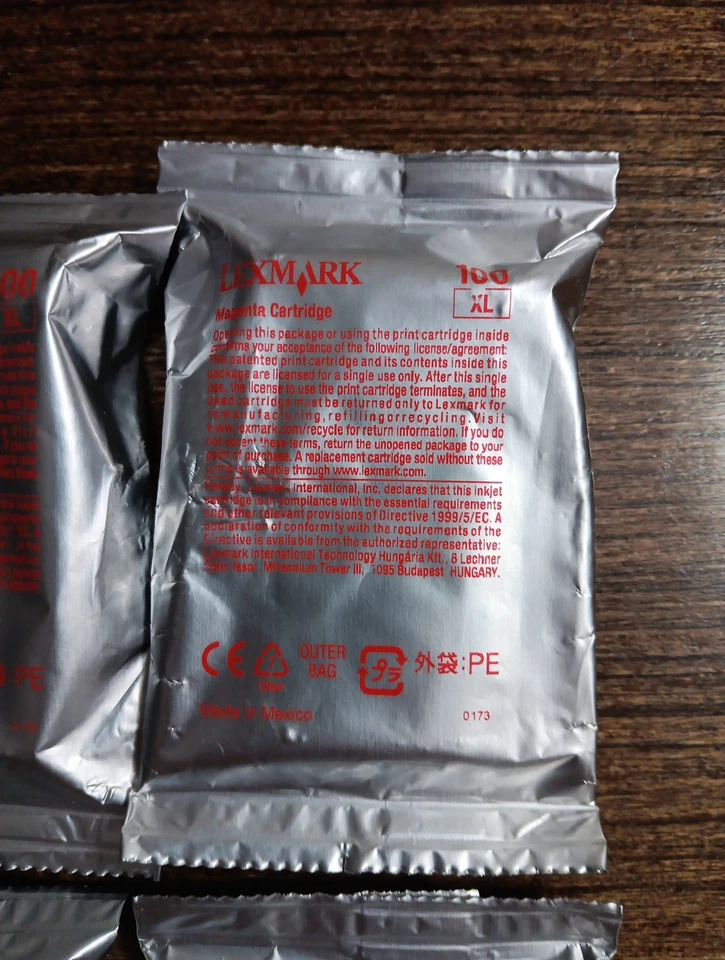 LEXMARK
100
XL
Magenta Cartridge
Opening this package or using the print cartridge inside
confirms your acceptance of the following license/agreement:
The patented print cartridge and its contents inside this
package are licensed for a single use only. After this single
use, the license to use the print cartridge terminates, and the
used cartridge must be returned only to Lexmark for
remanufacturing, refilling or recycling. Visit
www.lexmark.com/recycle for return information. If you do
not accept these terms, return the unopened package to your
point of purchase. A replacement cartridge sold without these
terms is available through www.lexmark.com.
International, Inc. declares that this inkjet
cartridge is in compliance with the essential requirements
and other relevant provisions of Directive 1999/5/EC. A
declaration of conformity with the requirements of the
Directive is available from the authorized representative:
Lexmark International Technology Hungária Kft., 8 Lechner
Millennium Tower III, 1095 Budapest HUNGARY.
CE
OUTER
BAG
プラ
外袋:PE
Made in Mexico
0173
00
PE